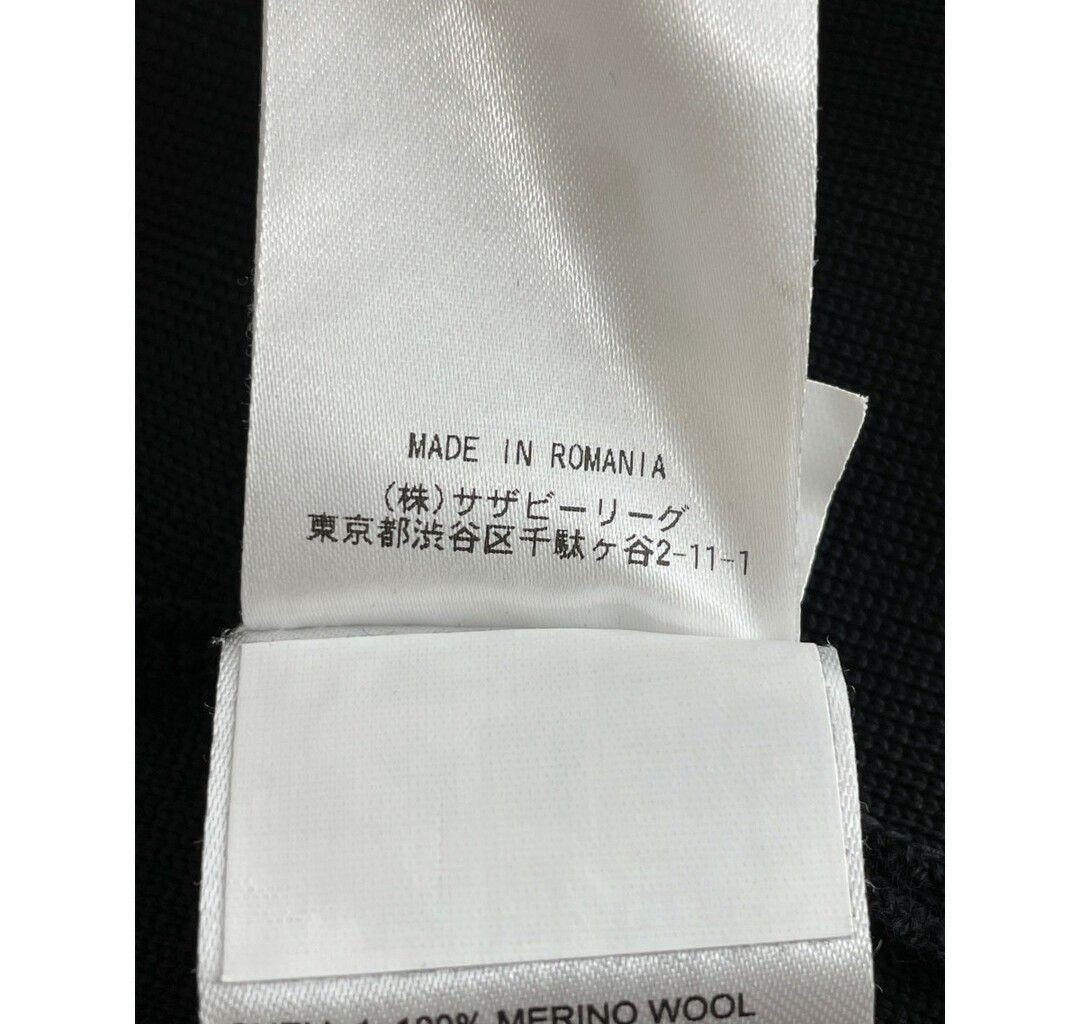 MADE IN ROMANIA
(株)サザビーリーグ
東京都渋谷区千駄ヶ谷2-11-1
100% MERINO WOOL